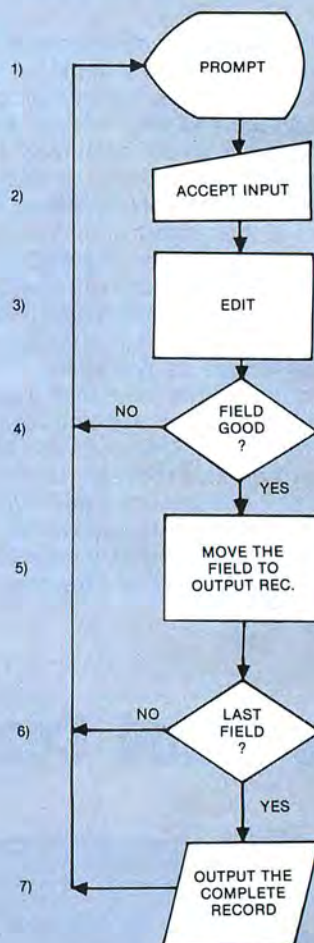 1)
PROMPT
2)
ACCEPT INPUT
3)
EDIT
4)
NO
FIELD
GOOD
?
YES
5)
MOVE THE
FIELD TO
OUTPUT REC.
6)
NO
LAST
FIELD
?
YES
7)
OUTPUT THE
COMPLETE
RECORD